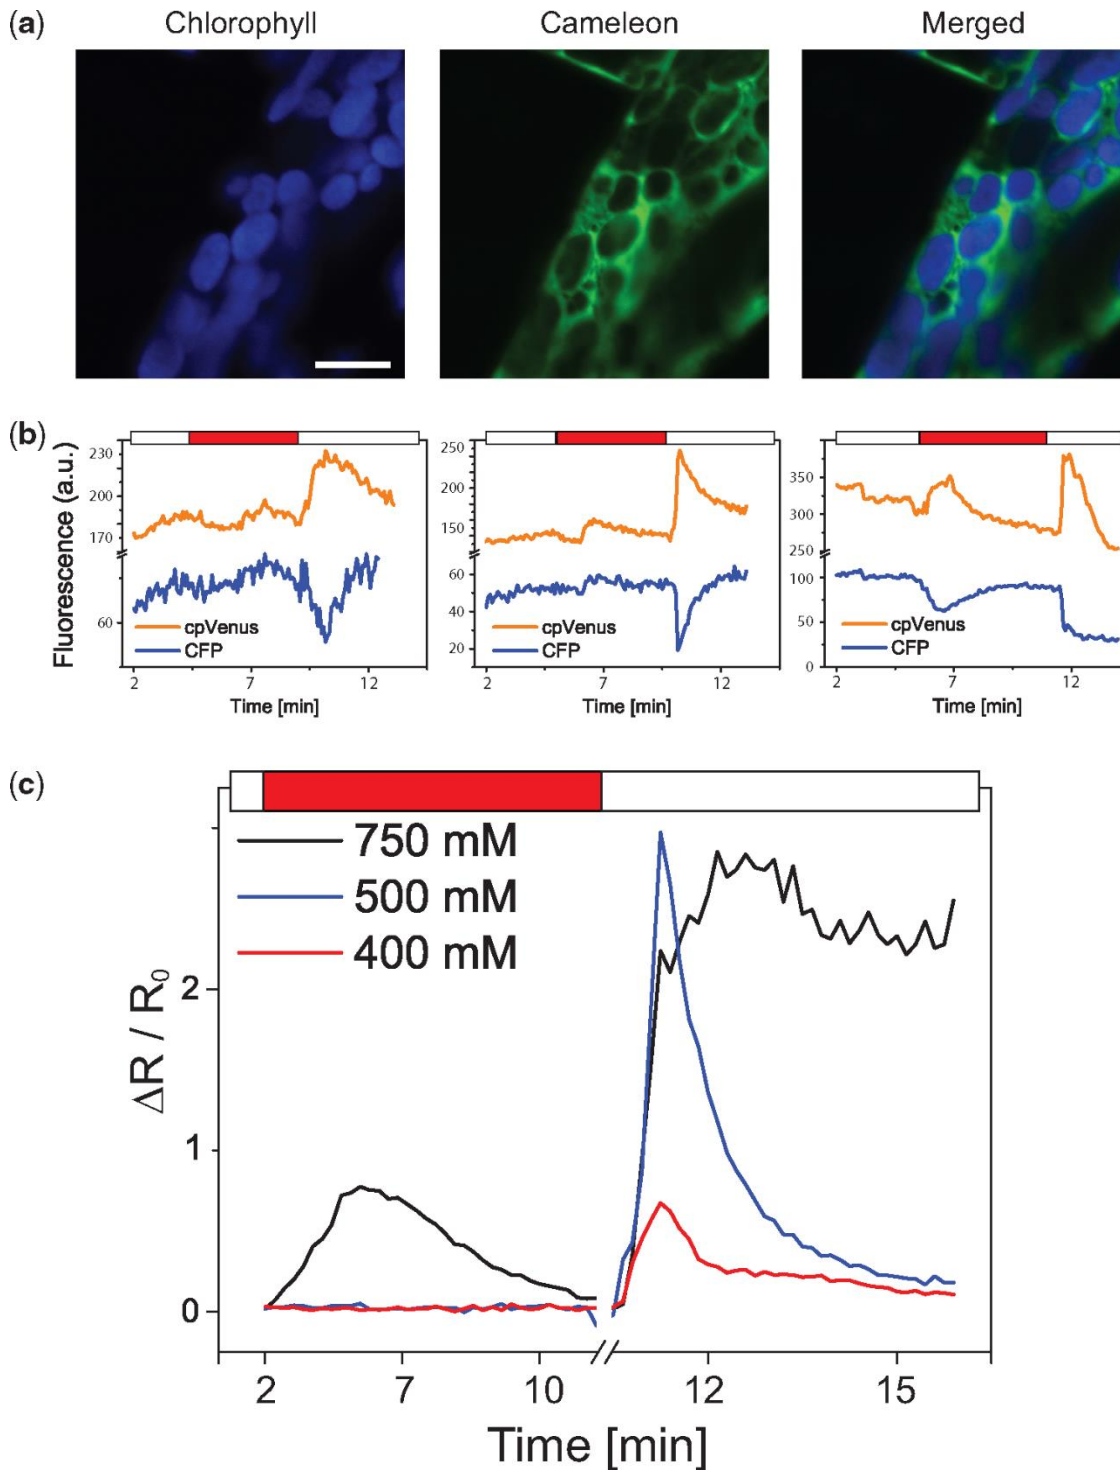 (a)
Chlorophyll Cameleon Merged
(b)
Fluorescence (a.u.)
230
200
170
60
cpVenus
CFP
2 7 12
Time [min]
250
200
150
60
40
20
cpVenus
CFP
2 7 12
Time [min]
350
300
250
100
50
0
cpVenus
CFP
2 7 12
Time [min]
(c)
750 mM
500 mM
400 mM
ΔR / R₀
2
1
0
2 7 10 12 15
Time [min]